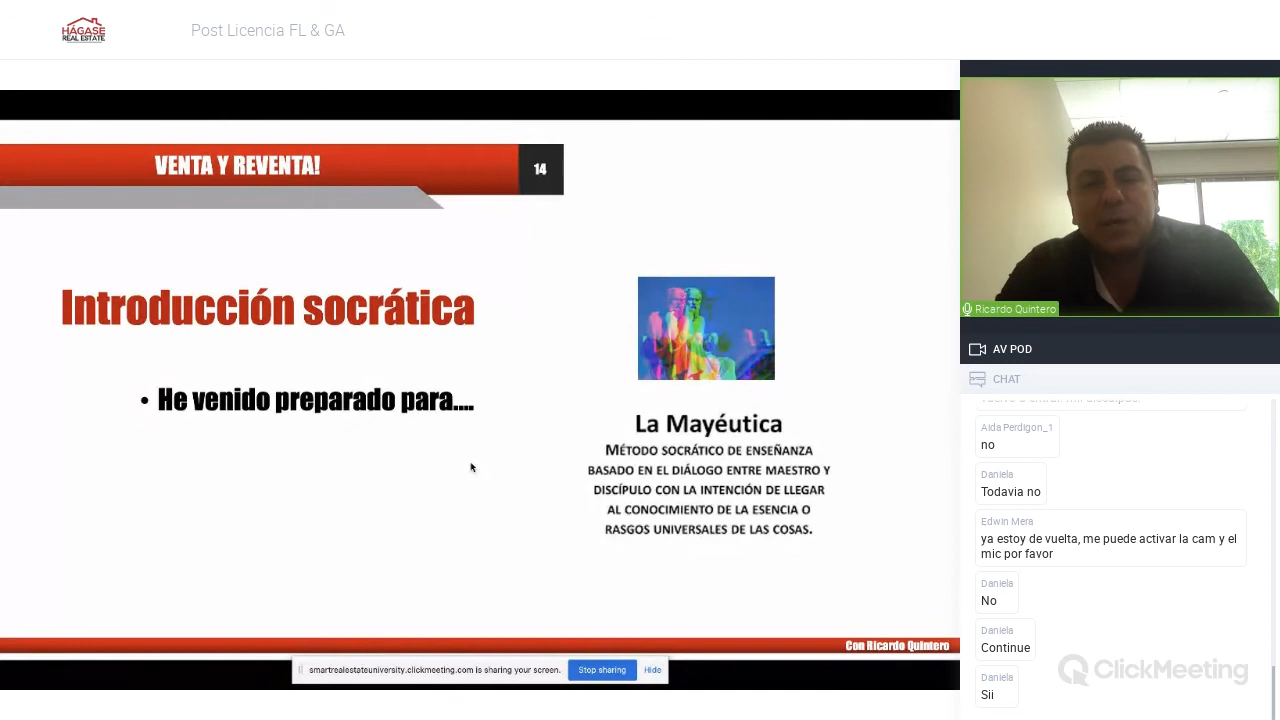 HÁGASE
REAL ESTATE
Post Licencia FL & GA
VENTA Y REVENTA!
14
Introducción socrática
• He venido preparado para....
La Mayéutica
MÉTODO SOCRÁTICO DE ENSEÑANZA
BASADO EN EL DIÁLOGO ENTRE MAESTRO Y
DISCÍPULO CON LA INTENCIÓN DE LLEGAR
AL CONOCIMIENTO DE LA ESENCIA O
RASGOS UNIVERSALES DE LAS COSAS.
Con Ricardo Quintero
smartrealestateuniversity.clickmeeting.com is sharing your screen.
Stop sharing
Hide
Ricardo Quintero
AV POD
CHAT
Aida Perdigon_1
no
Daniela
Todavia no
Edwin Mera
ya estoy de vuelta, me puede activar la cam y el
mic por favor
Daniela
No
Daniela
Continue
Daniela
Sii
ClickMeeting